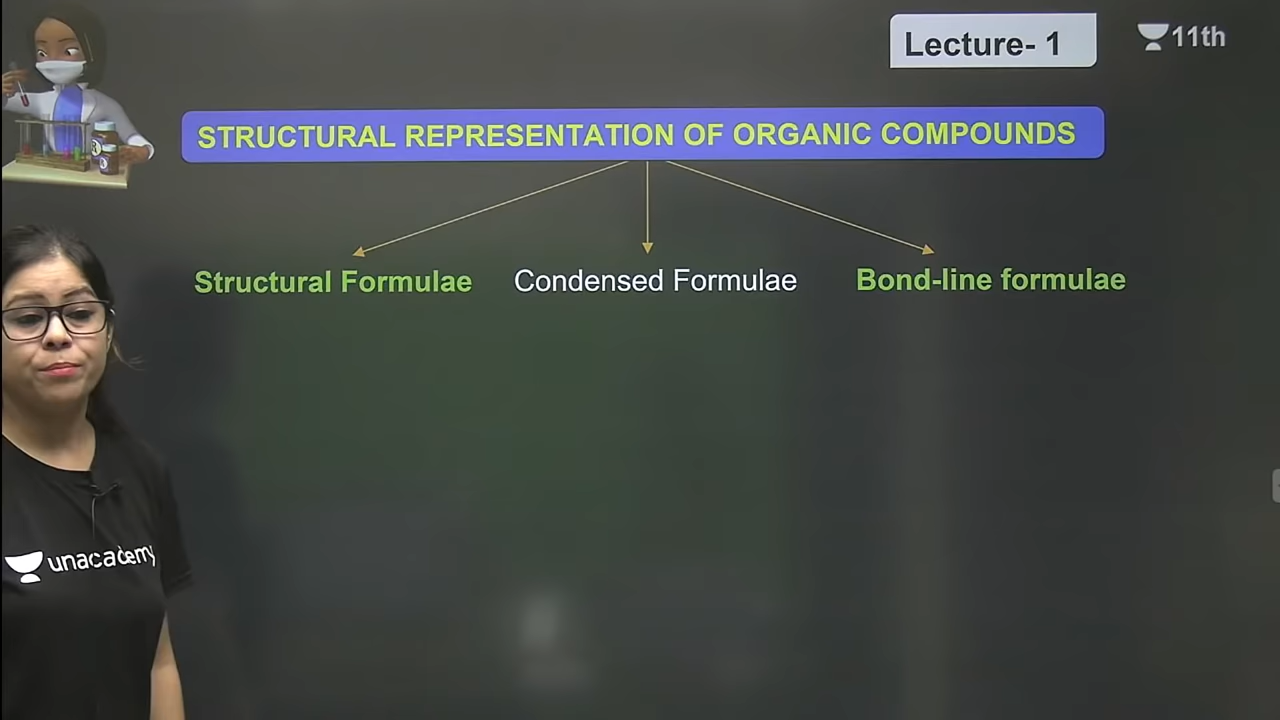 Lecture- 1
11th
STRUCTURAL REPRESENTATION OF ORGANIC COMPOUNDS
Structural Formulae Condensed Formulae Bond-line formulae
unacademy